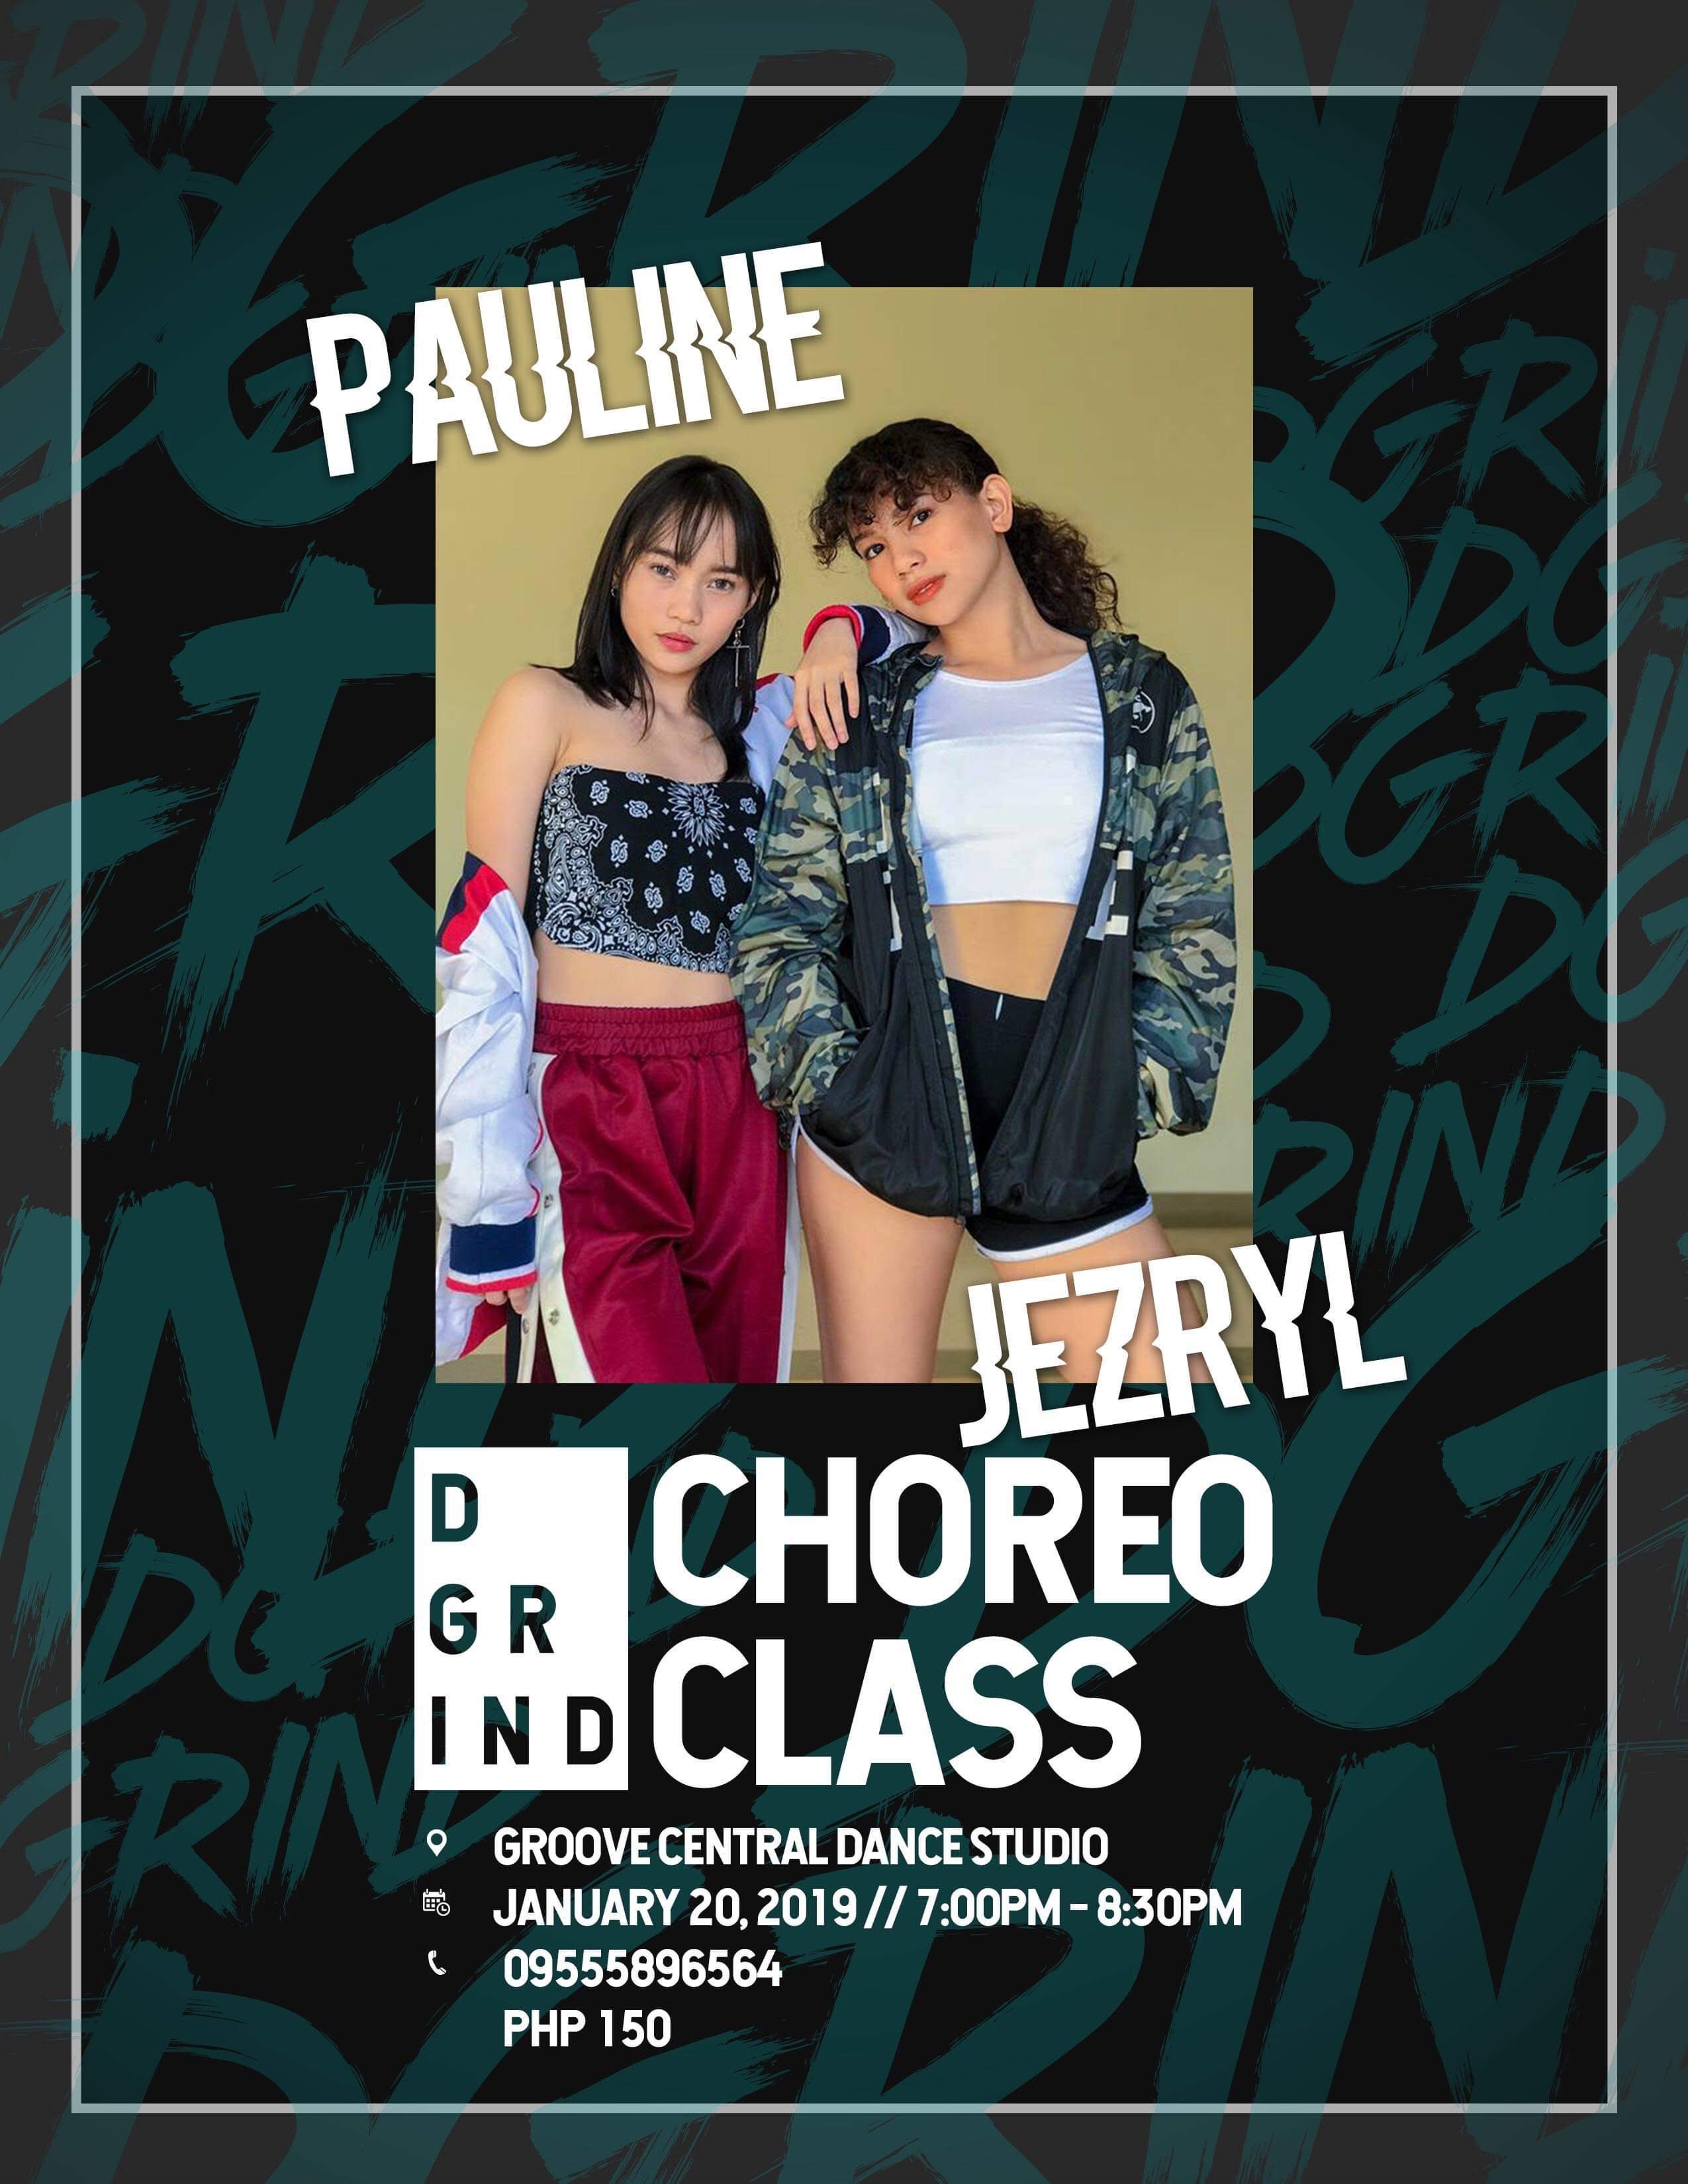 PAULINE
JEZRYL
D
GR
IND
CHOREO
CLASS
GROOVE CENTRAL DANCE STUDIO
JANUARY 20, 2019 // 7:00PM - 8:30PM
09555896564
PHP 150